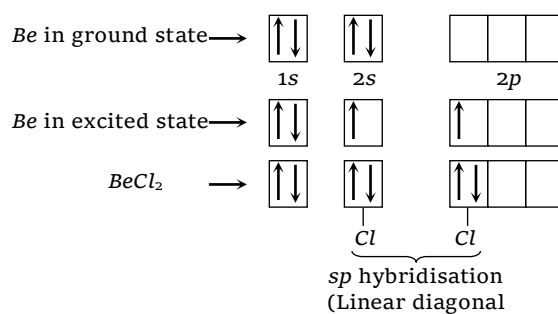 Be in ground state
1s 2s 2p
Be in excited state
BeCl₂
Cl Cl
sp hybridisation
(Linear diagonal